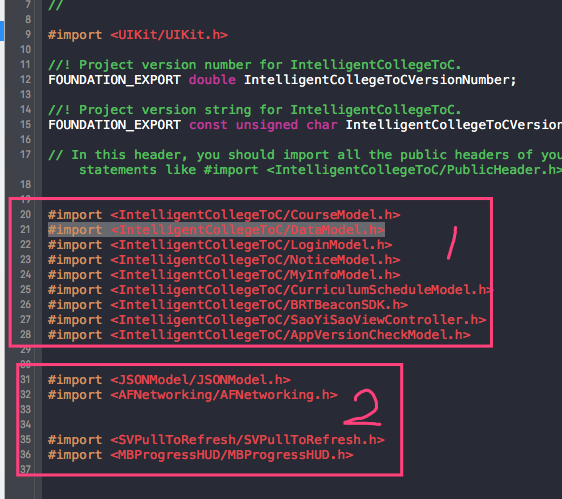 7 //
8
9 #import <UIKit/UIKit.h>
10
11 //! Project version number for IntelligentCollegeToC.
12 FOUNDATION_EXPORT double IntelligentCollegeToCVersionNumber;
13
14 //! Project version string for IntelligentCollegeToC.
15 FOUNDATION_EXPORT const unsigned char IntelligentCollegeToCVersion
16
17 // In this header, you should import all the public headers of you
statements like #import <IntelligentCollegeToC/PublicHeader.h>
18
19
20 #import <IntelligentCollegeToC/CourseModel.h>
21 #import <IntelligentCollegeToC/DateModel.h>
22 #import <IntelligentCollegeToC/LoginModel.h>
23 #import <IntelligentCollegeToC/NoticeModel.h>
24 #import <IntelligentCollegeToC/MyInfoModel.h>
25 #import <IntelligentCollegeToC/CurriculumScheduleModel.h>
26 #import <IntelligentCollegeToC/BRTBeaconSDK.h>
27 #import <IntelligentCollegeToC/SaoYiSaoViewController.h>
28 #import <IntelligentCollegeToC/AppVersionCheckModel.h>
1
30
31 #import <JSONModel/JSONModel.h>
32 #import <AFNetworking/AFNetworking.h>
33
34
35 #import <SVPullToRefresh/SVPullToRefresh.h>
36 #import <MBProgressHUD/MBProgressHUD.h>
37
2